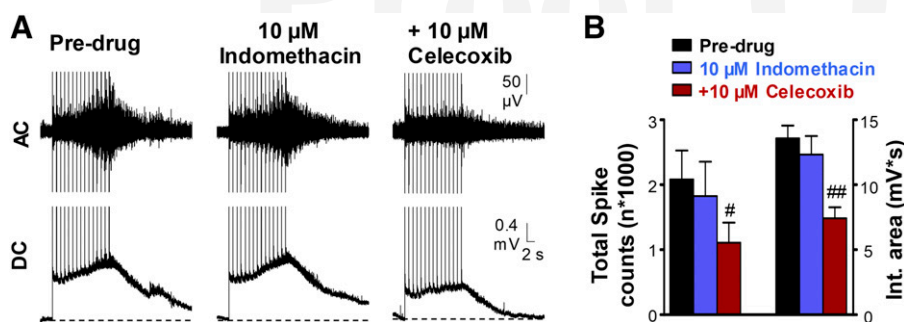 A
Pre-drug
10 µM
Indomethacin
+ 10 µM
Celecoxib
50
µV
AC
0.4
mV
2 s
DC
B
Pre-drug
10 µM Indomethacin
+10 µM Celecoxib
Total Spike
counts (n*1000)
3
2
1
0
#
##
15
10
5
0
Int. area (mV*s)